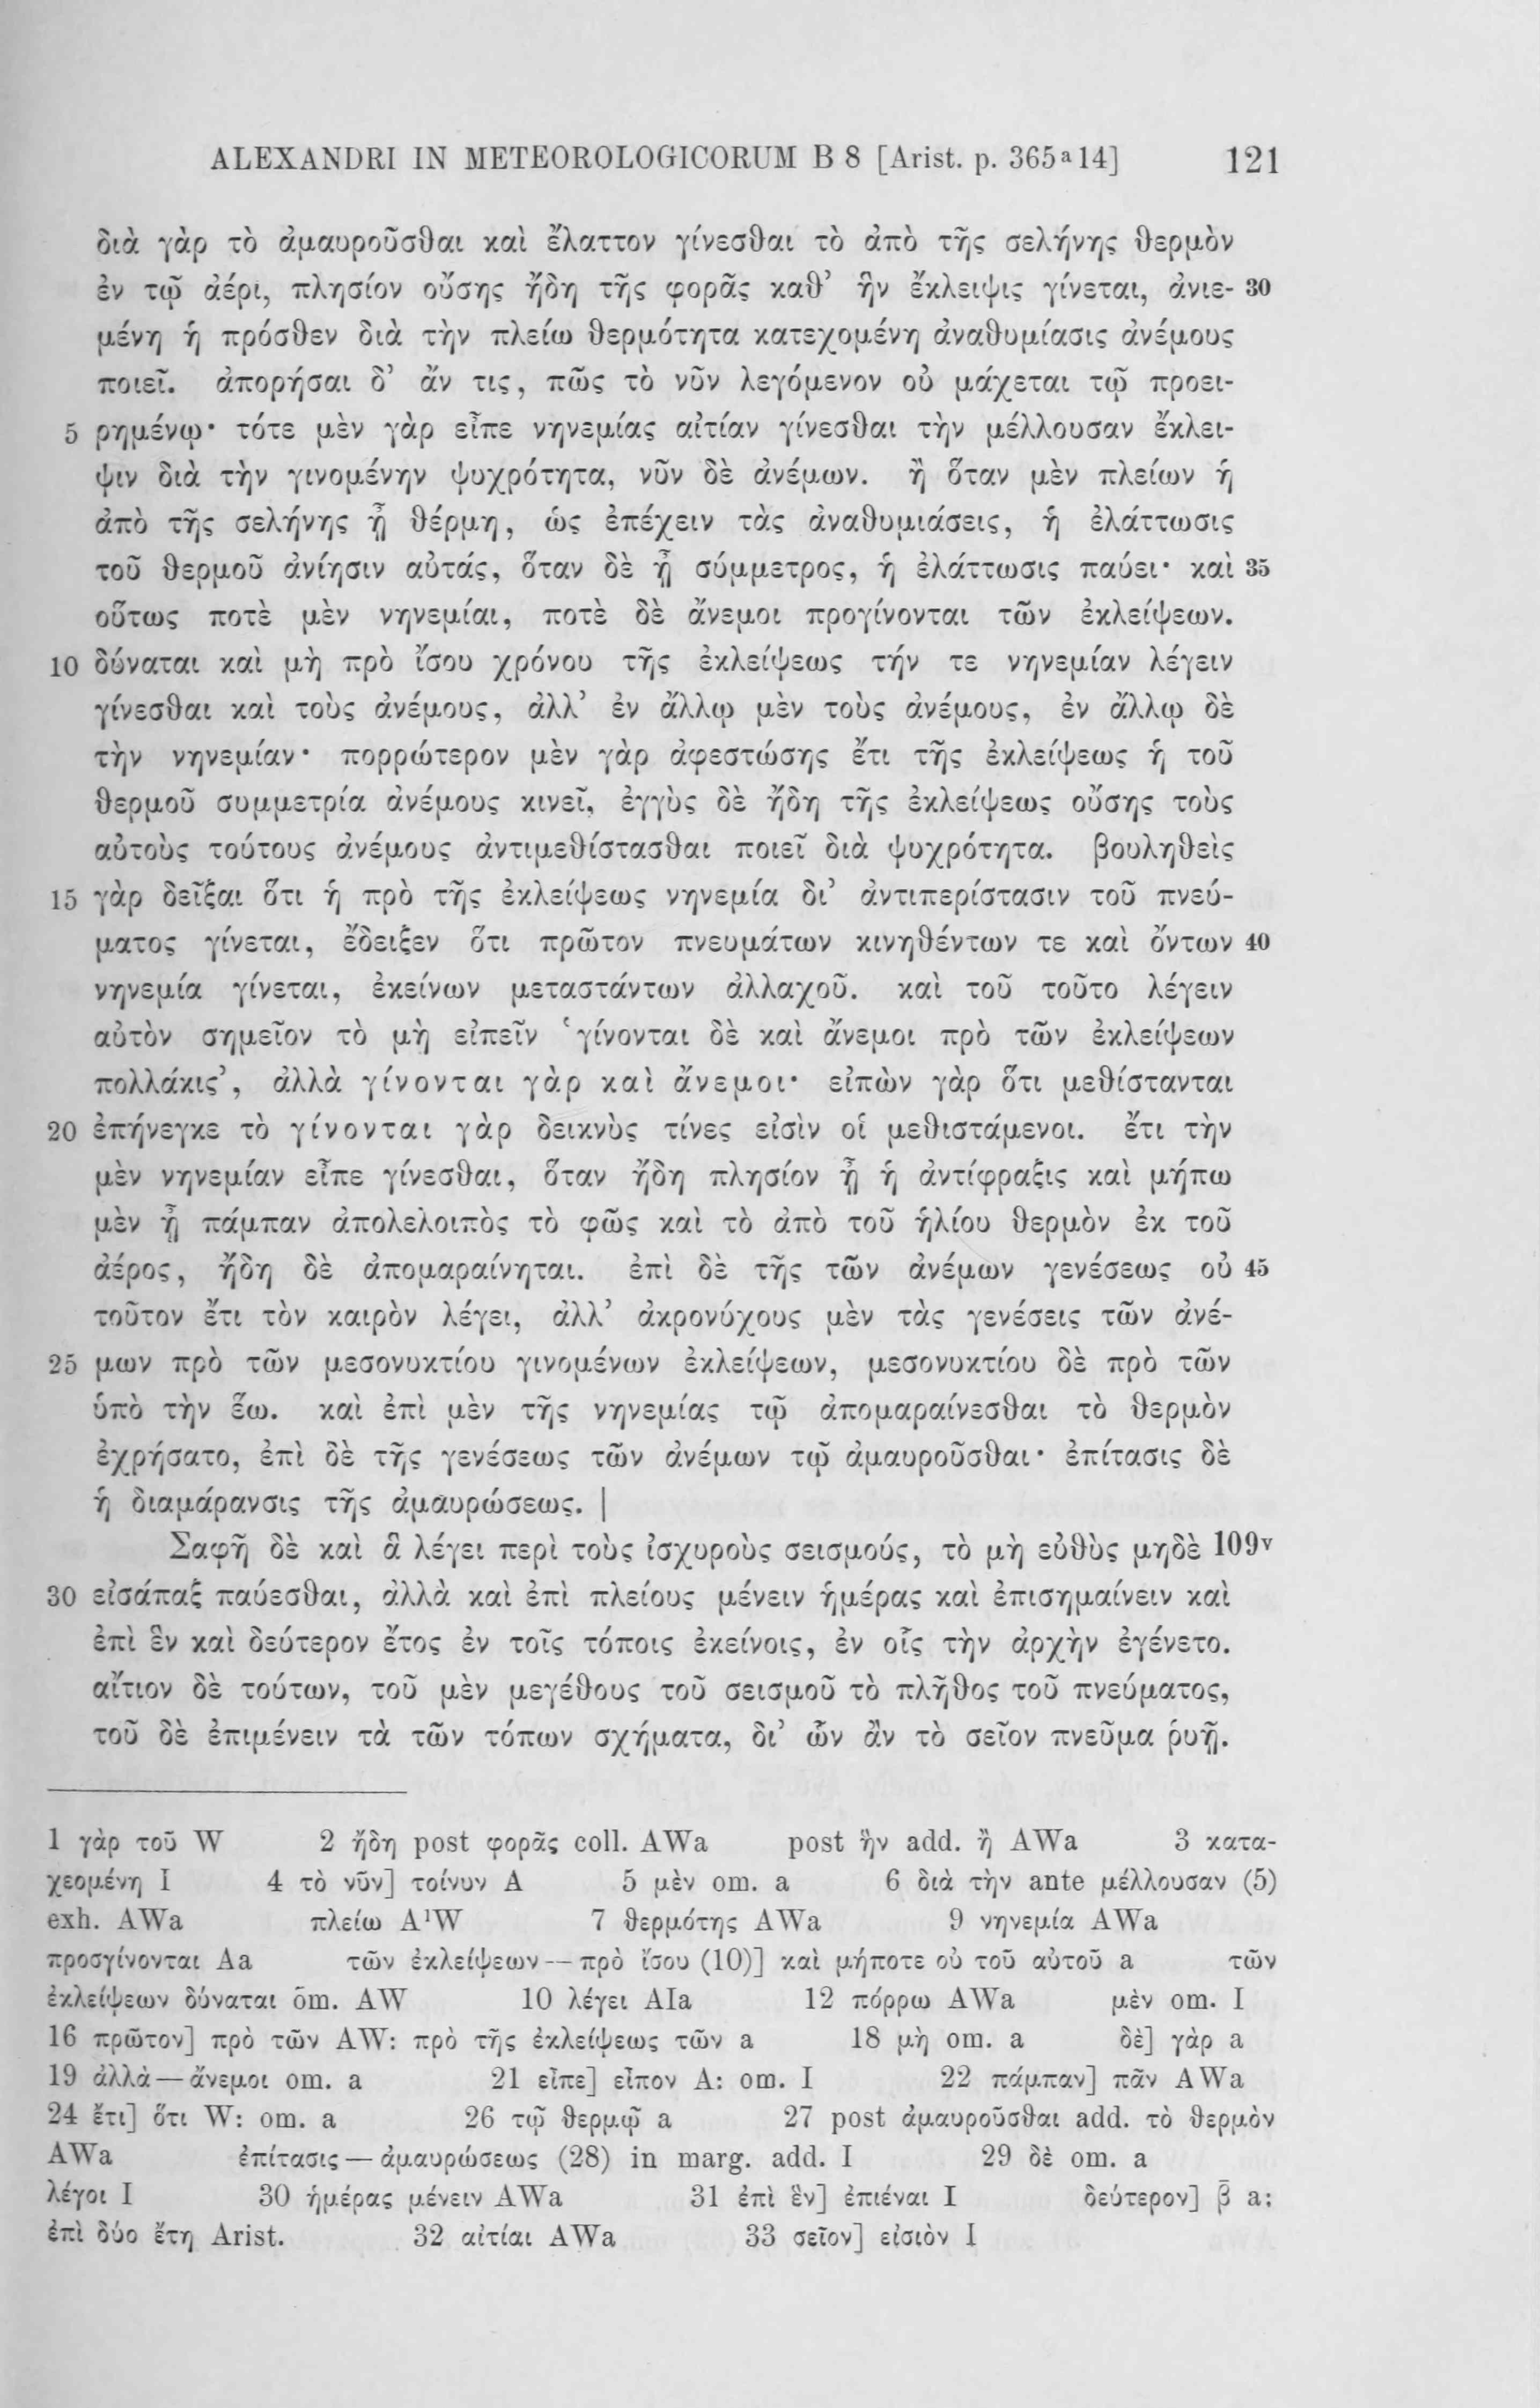 ALEXANDRI IN METEOROLOGICORUM B 8 [Arist. p. 365a14] 121
διὰ γὰρ τὸ ἀμαυροῦσθαι καὶ ἔλαττον γίνεσθαι τὸ ἀπὸ τῆς σελήνης θερμὸν
ἐν τῷ ἀέρι, πλησίον οὔσης ἤδη τῆς φορᾶς καθ’ ἣν ἔκλειψις γίνεται, ἀνιε- 30
μένη ἡ πρόσθεν διὰ τὴν πλείω θερμότητα κατεχομένη ἀναθυμίασις ἀνέμους
ποιεῖ. ἀπορήσαι δ’ ἄν τις, πῶς τὸ νῦν λεγόμενον οὐ μάχεται τῷ προει-
5 ρημένῳ· τότε μὲν γὰρ εἶπε νηνεμίας αἰτίαν γίνεσθαι τὴν μέλλουσαν ἔκλει-
ψιν διὰ τὴν γινομένην ψυχρότητα, νῦν δὲ ἀνέμων. ἢ ὅταν μὲν πλείων ἡ
ἀπὸ τῆς σελήνης ᾖ θέρμη, ὡς ἐπέχειν τὰς ἀναθυμιάσεις, ἡ ἐλάττωσις
τοῦ θερμοῦ ἀνίησιν αὐτάς, ὅταν δὲ ᾖ σύμμετρος, ἡ ἐλάττωσις παύει· καὶ 35
οὕτως ποτὲ μὲν νηνεμίαι, ποτὲ δὲ ἄνεμοι προγίνονται τῶν ἐκλείψεων.
10 δύναται καὶ μὴ πρὸ ἴσου χρόνου τῆς ἐκλείψεως τήν τε νηνεμίαν λέγειν
γίνεσθαι καὶ τοὺς ἀνέμους, ἀλλ’ ἐν ἄλλῳ μὲν τοὺς ἀνέμους, ἐν ἄλλῳ δὲ
τὴν νηνεμίαν· πορρώτερον μὲν γὰρ ἀφεστώσης ἔτι τῆς ἐκλείψεως ἡ τοῦ
θερμοῦ συμμετρία ἀνέμους κινεῖ, ἐγγὺς δὲ ἤδη τῆς ἐκλείψεως οὔσης τοὺς
αὐτοὺς τούτους ἀνέμους ἀντιμεθίστασθαι ποιεῖ διὰ ψυχρότητα. βουληθεὶς
15 γὰρ δεῖξαι ὅτι ἡ πρὸ τῆς ἐκλείψεως νηνεμία δι’ ἀντιπερίστασιν τοῦ πνεύ-
ματος γίνεται, ἔδειξεν ὅτι πρῶτον πνευμάτων κινηθέντων τε καὶ ὄντων 40
νηνεμία γίνεται, ἐκείνων μεταστάντων ἀλλαχοῦ. καὶ τοῦ τοῦτο λέγειν
αὐτὸν σημεῖον τὸ μὴ εἰπεῖν ‘γίνονται δὲ καὶ ἄνεμοι πρὸ τῶν ἐκλείψεων
πολλάκις’, ἀλλὰ γίνονται γὰρ καὶ ἄνεμοι· εἰπὼν γὰρ ὅτι μεθίστανται
20 ἐπήνεγκε τὸ γίνονται γὰρ δεικνὺς τίνες εἰσὶν οἱ μεθιστάμενοι. ἔτι τὴν
μὲν νηνεμίαν εἶπε γίνεσθαι, ὅταν ἤδη πλησίον ᾖ ἡ ἀντίφραξις καὶ μήπω
μὲν ᾖ πάμπαν ἀπολελοιπὸς τὸ φῶς καὶ τὸ ἀπὸ τοῦ ἡλίου θερμὸν ἐκ τοῦ
ἀέρος, ἤδη δὲ ἀπομαραίνηται. ἐπὶ δὲ τῆς τῶν ἀνέμων γενέσεως οὐ 45
τοῦτον ἔτι τὸν καιρὸν λέγει, ἀλλ’ ἀκρονύχους μὲν τὰς γενέσεις τῶν ἀνέ-
25 μων πρὸ τῶν μεσονυκτίου γινομένων ἐκλείψεων, μεσονυκτίου δὲ πρὸ τῶν
ὑπὸ τὴν ἕω. καὶ ἐπὶ μὲν τῆς νηνεμίας τῷ ἀπομαραίνεσθαι τὸ θερμὸν
ἐχρήσατο, ἐπὶ δὲ τῆς γενέσεως τῶν ἀνέμων τῷ ἀμαυροῦσθαι· ἐπίτασις δὲ
ἡ διαμάρανσις τῆς ἀμαυρώσεως. |
Σαφῆ δὲ καὶ ἃ λέγει περὶ τοὺς ἰσχυροὺς σεισμούς, τὸ μὴ εὐθὺς μηδὲ 109v
30 εἰσάπαξ παύεσθαι, ἀλλὰ καὶ ἐπὶ πλείους μένειν ἡμέρας καὶ ἐπισημαίνειν καὶ
ἐπὶ ἓν καὶ δεύτερον ἔτος ἐν τοῖς τόποις ἐκείνοις, ἐν οἷς τὴν ἀρχὴν ἐγένετο.
αἴτιον δὲ τούτων, τοῦ μὲν μεγέθους τοῦ σεισμοῦ τὸ πλῆθος τοῦ πνεύματος,
τοῦ δὲ ἐπιμένειν τὰ τῶν τόπων σχήματα, δι’ ὧν ἂν τὸ σεῖον πνεῦμα ῥυῇ.
1 γὰρ τοῦ W 2 ἤδη post φορᾶς coll. AWa post ἣν add. ἢ AWa 3 κατα-
χεομένη I 4 τὸ νῦν] τοίνυν A 5 μὲν om. a 6 διὰ τὴν ante μέλλουσαν (5)
exh. AWa πλείω A¹W 7 θερμότης AWa 9 νηνεμία AWa
προσγίνονται Aa τῶν ἐκλείψεων — πρὸ ἴσου (10)] καὶ μήποτε οὐ τοῦ αὐτοῦ a τῶν
ἐκλείψεων δύναται om. AW 10 λέγει AIa 12 πόρρω AWa μὲν om. I
16 πρῶτον] πρὸ τῶν AW: πρὸ τῆς ἐκλείψεως τῶν a 18 μὴ om. a δὲ] γὰρ a
19 ἀλλὰ — ἄνεμοι om. a 21 εἶπε] εἶπον A: om. I 22 πάμπαν] πᾶν AWa
24 ἔτι] ὅτι W: om. a 26 τῷ θερμῷ a 27 post ἀμαυροῦσθαι add. τὸ θερμὸν
AWa ἐπίτασις — ἀμαυρώσεως (28) in marg. add. I 29 δὲ om. a
λέγοι I 30 ἡμέρας μένειν AWa 31 ἐπὶ ἓν] ἐπιέναι I δεύτερον] β̄ a:
ἐπὶ δύο ἔτη Arist. 32 αἰτίαι AWa 33 σεῖον] εἰσιὸν I